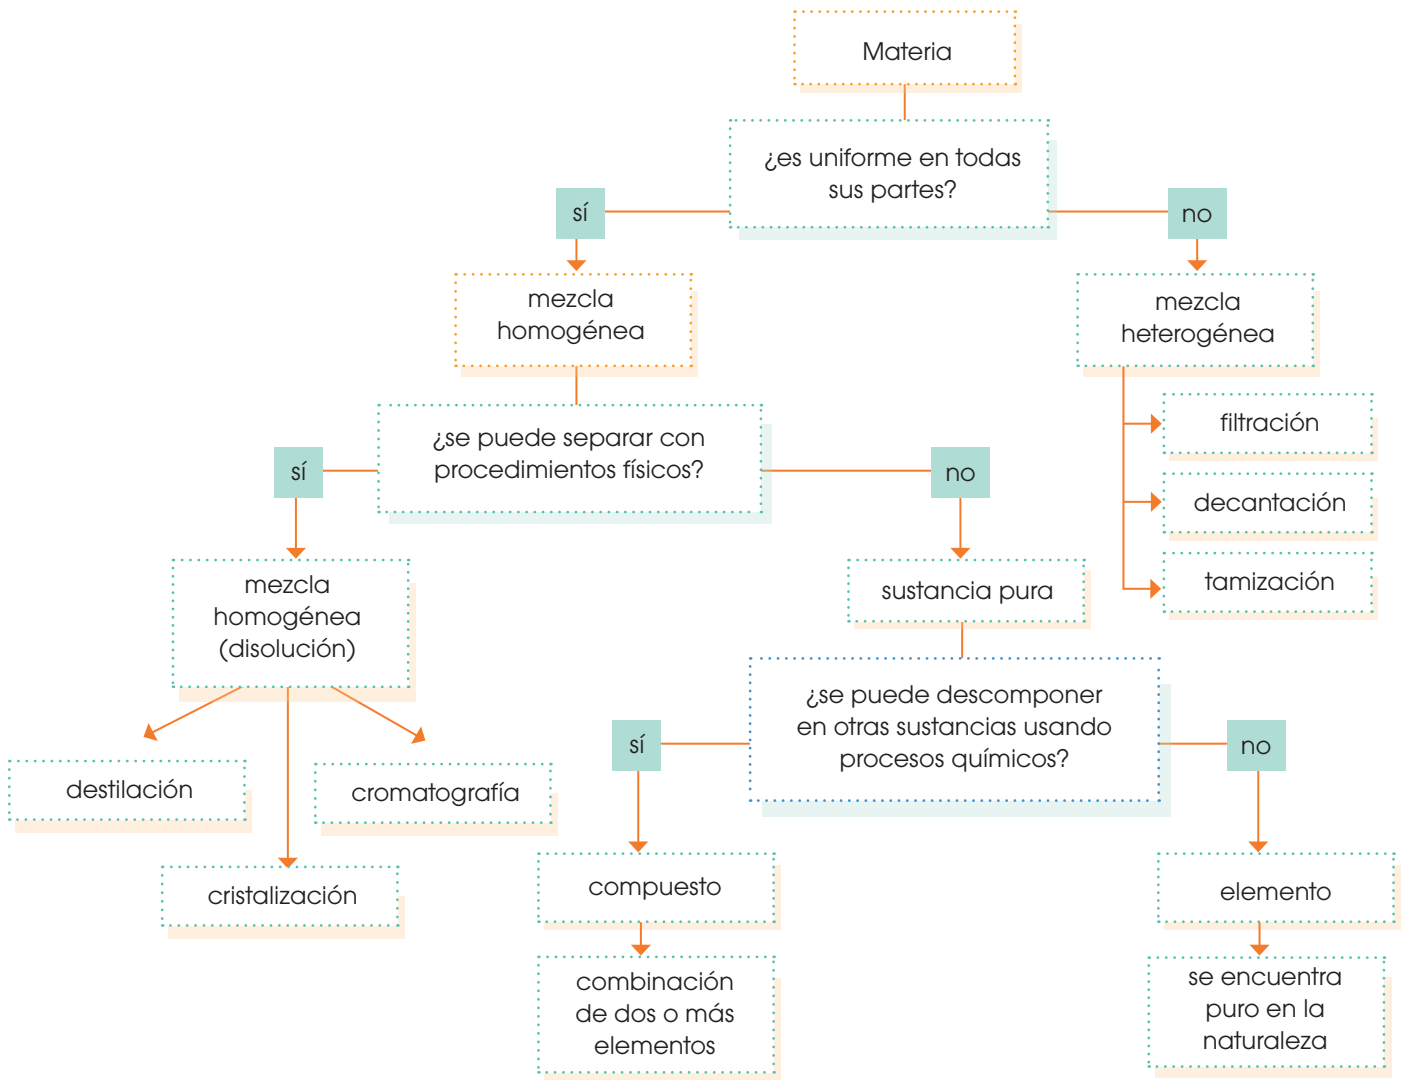 Materia
¿es uniforme en todas
sus partes?
sí
no
mezcla
homogénea
mezcla
heterogénea
¿se puede separar con
procedimientos físicos?
filtración
decantación
tamización
sí
no
mezcla
homogénea
(disolución)
sustancia pura
¿se puede descomponer
en otras sustancias usando
procesos químicos?
sí
no
destilación
cromatografía
cristalización
compuesto
elemento
combinación
de dos o más
elementos
se encuentra
puro en la
naturaleza